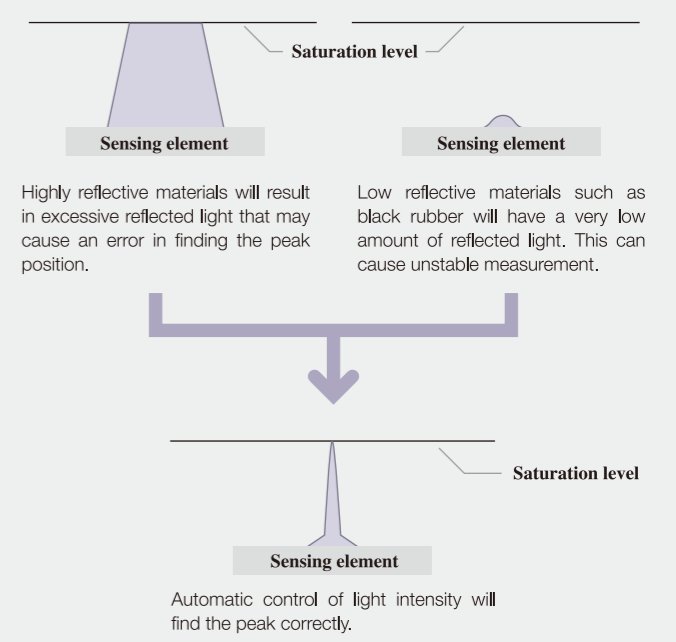 Saturation level
Sensing element
Sensing element
Highly reflective materials will result
in excessive reflected light that may
cause an error in finding the peak
position.
Low reflective materials such as
black rubber will have a very low
amount of reflected light. This can
cause unstable measurement.
Saturation level
Sensing element
Automatic control of light intensity will
find the peak correctly.